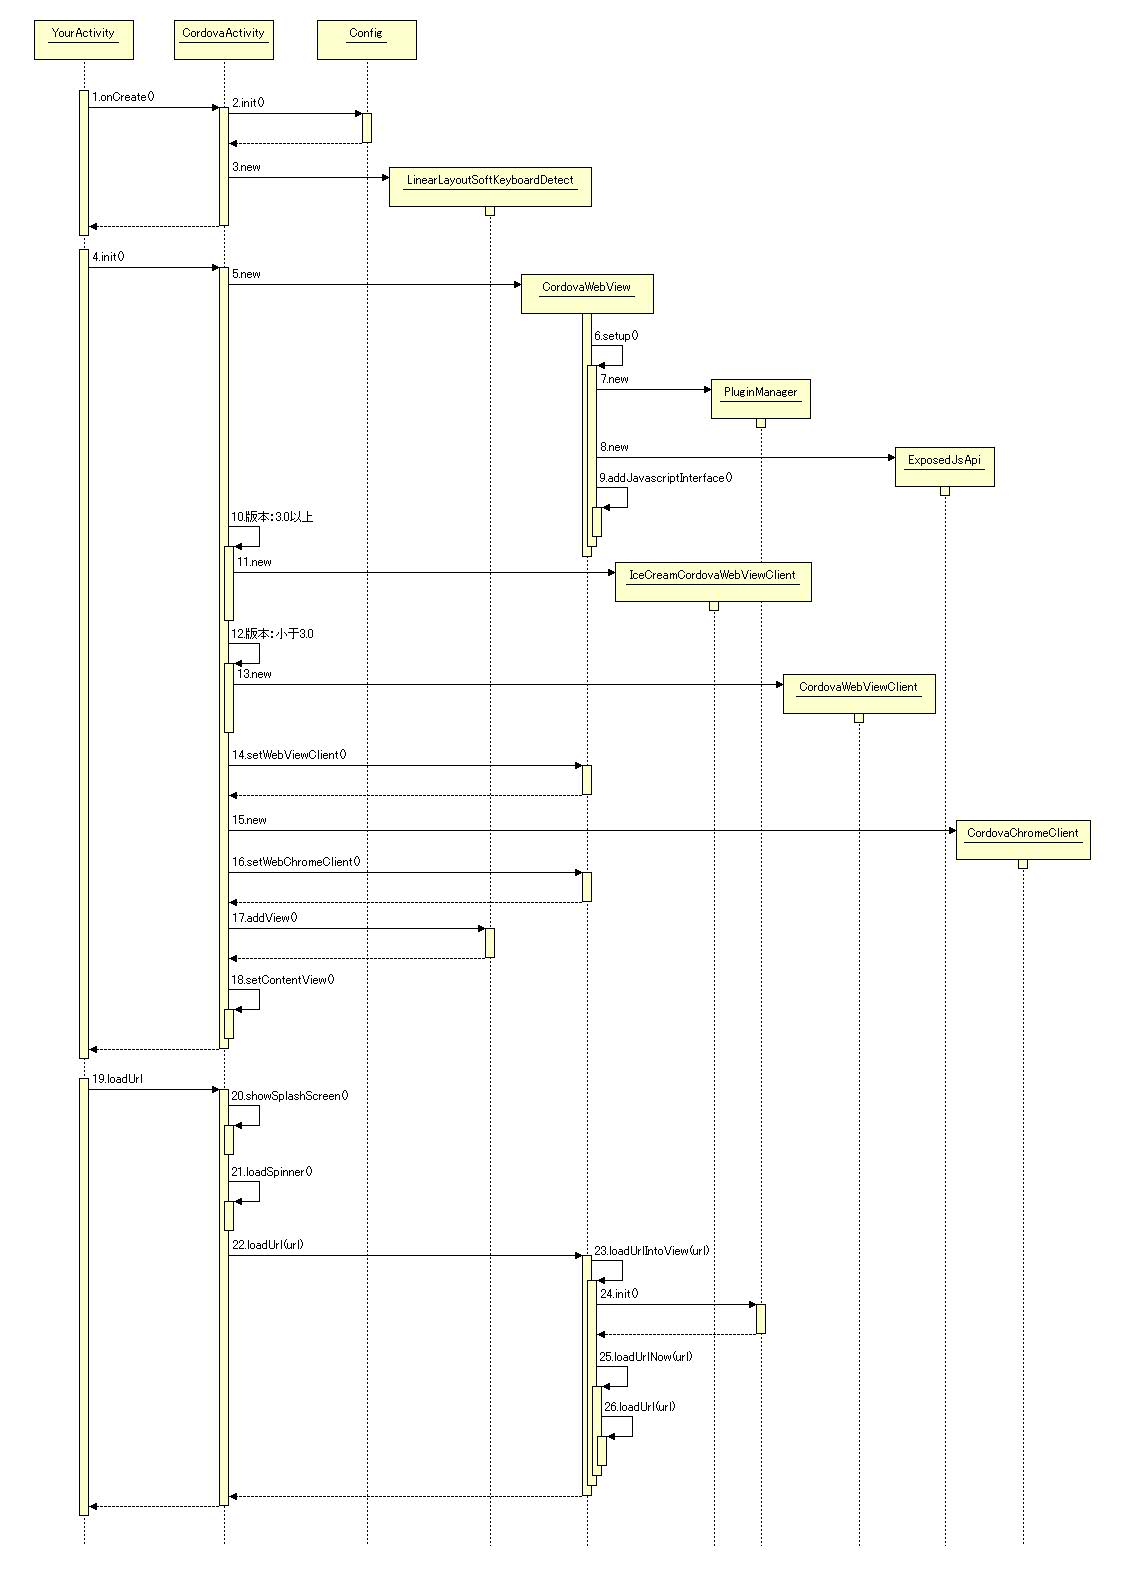 YourActivity
CordovaActivity
Config
1.onCreate()
2.init()
3.new
LinearLayoutSoftKeyboardDetect
4.init()
5.new
CordovaWebView
6.setup()
7.new
PluginManager
8.new
ExposedJsApi
9.addJavascriptInterface()
10.版本:3.0以上
11.new
IceCreamCordovaWebViewClient
12.版本:小于3.0
13.new
CordovaWebViewClient
14.setWebViewClient()
15.new
CordovaChromeClient
16.setWebChromeClient()
17.addView()
18.setContentView()
19.loadUrl
20.showSplashScreen()
21.loadSpinner()
22.loadUrl(url)
23.loadUrlIntoView(url)
24.init()
25.loadUrlNow(url)
26.loadUrl(url)